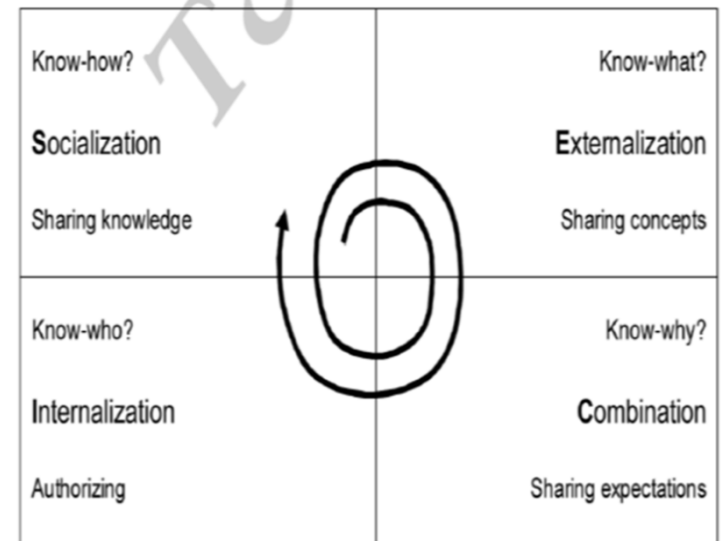 Know-how?
Socialization
Sharing knowledge
Know-what?
Externalization
Sharing concepts
Know-who?
Internalization
Authorizing
Know-why?
Combination
Sharing expectations